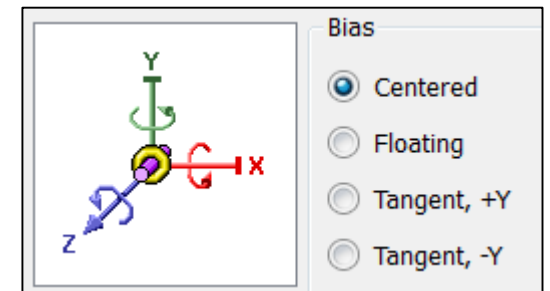 Y
X
Z
Bias
Centered
Floating
Tangent, +Y
Tangent, -Y